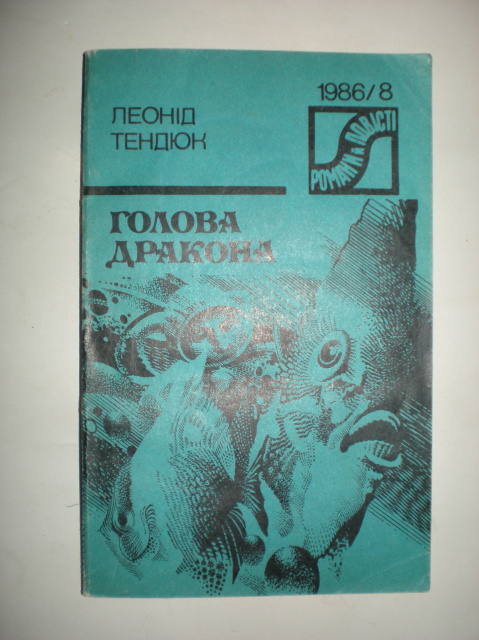 ЛЕОНІД
ТЕНДЮК
1986/8
РОМАНИ й ПОВІСТІ
ГОЛОВА
ДРАКОНА